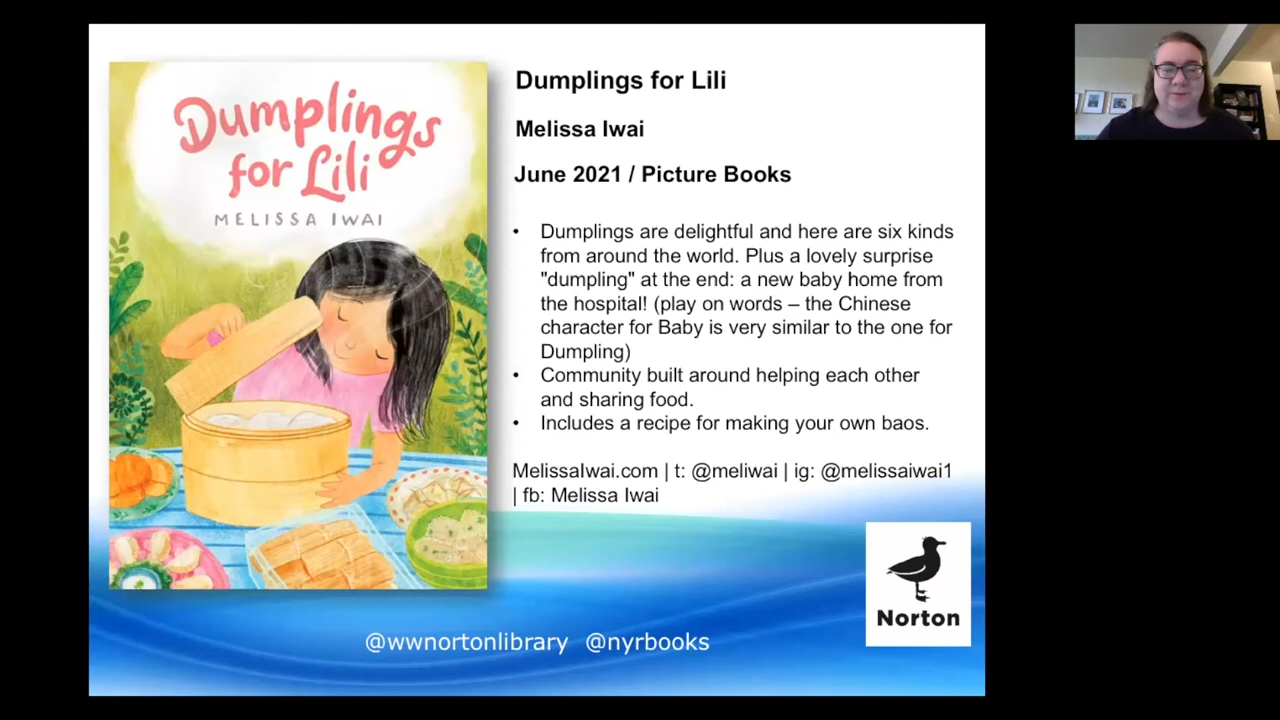 Dumplings
for Lili
MELISSA IWAI
Dumplings for Lili
Melissa Iwai
June 2021 / Picture Books
• Dumplings are delightful and here are six kinds
from around the world. Plus a lovely surprise
"dumpling" at the end: a new baby home from
the hospital! (play on words – the Chinese
character for Baby is very similar to the one for
Dumpling)
• Community built around helping each other
and sharing food.
• Includes a recipe for making your own baos.
MelissaIwai.com | t: @meliwai | ig: @melissaiwai1
| fb: Melissa Iwai
Norton
@wwnortonlibrary @nyrbooks